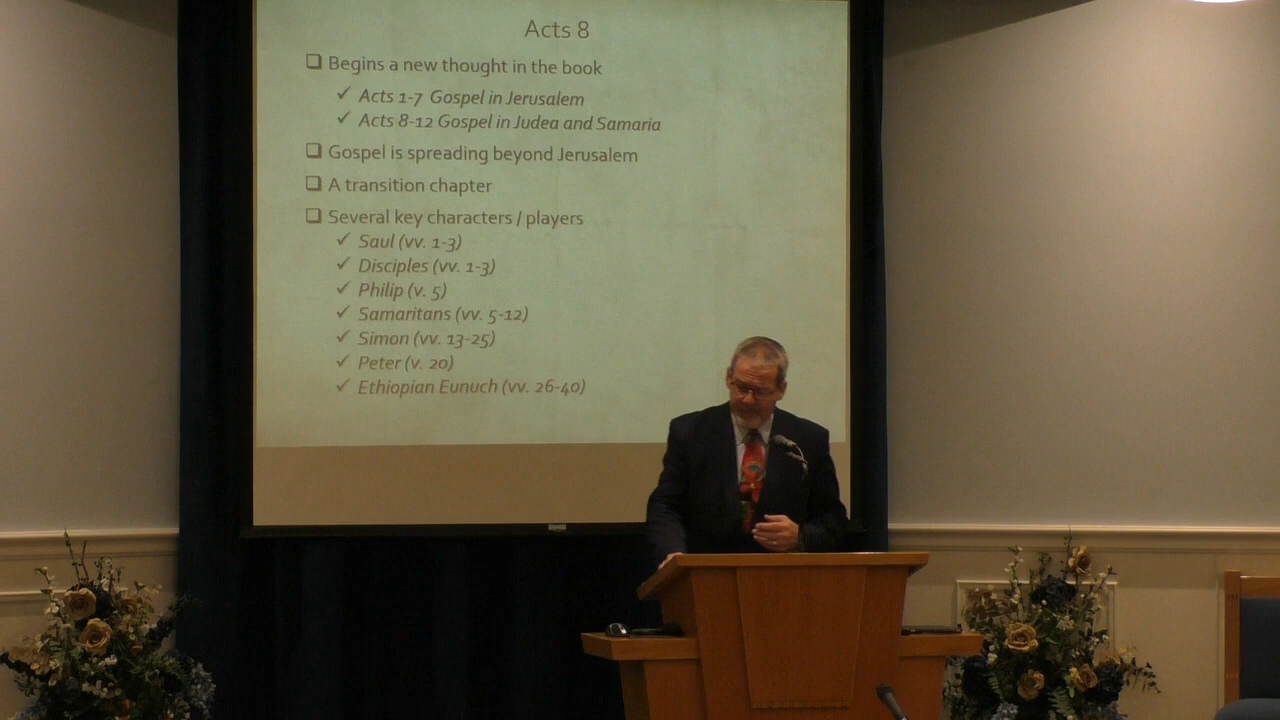 Acts 8
Begins a new thought in the book
Acts 1-7 Gospel in Jerusalem
Acts 8-12 Gospel in Judea and Samaria
Gospel is spreading beyond Jerusalem
A transition chapter
Several key characters / players
Saul (vv. 1-3)
Disciples (vv. 1-3)
Philip (v. 5)
Samaritans (vv. 5-12)
Simon (vv. 13-25)
Peter (v. 20)
Ethiopian Eunuch (vv. 26-40)